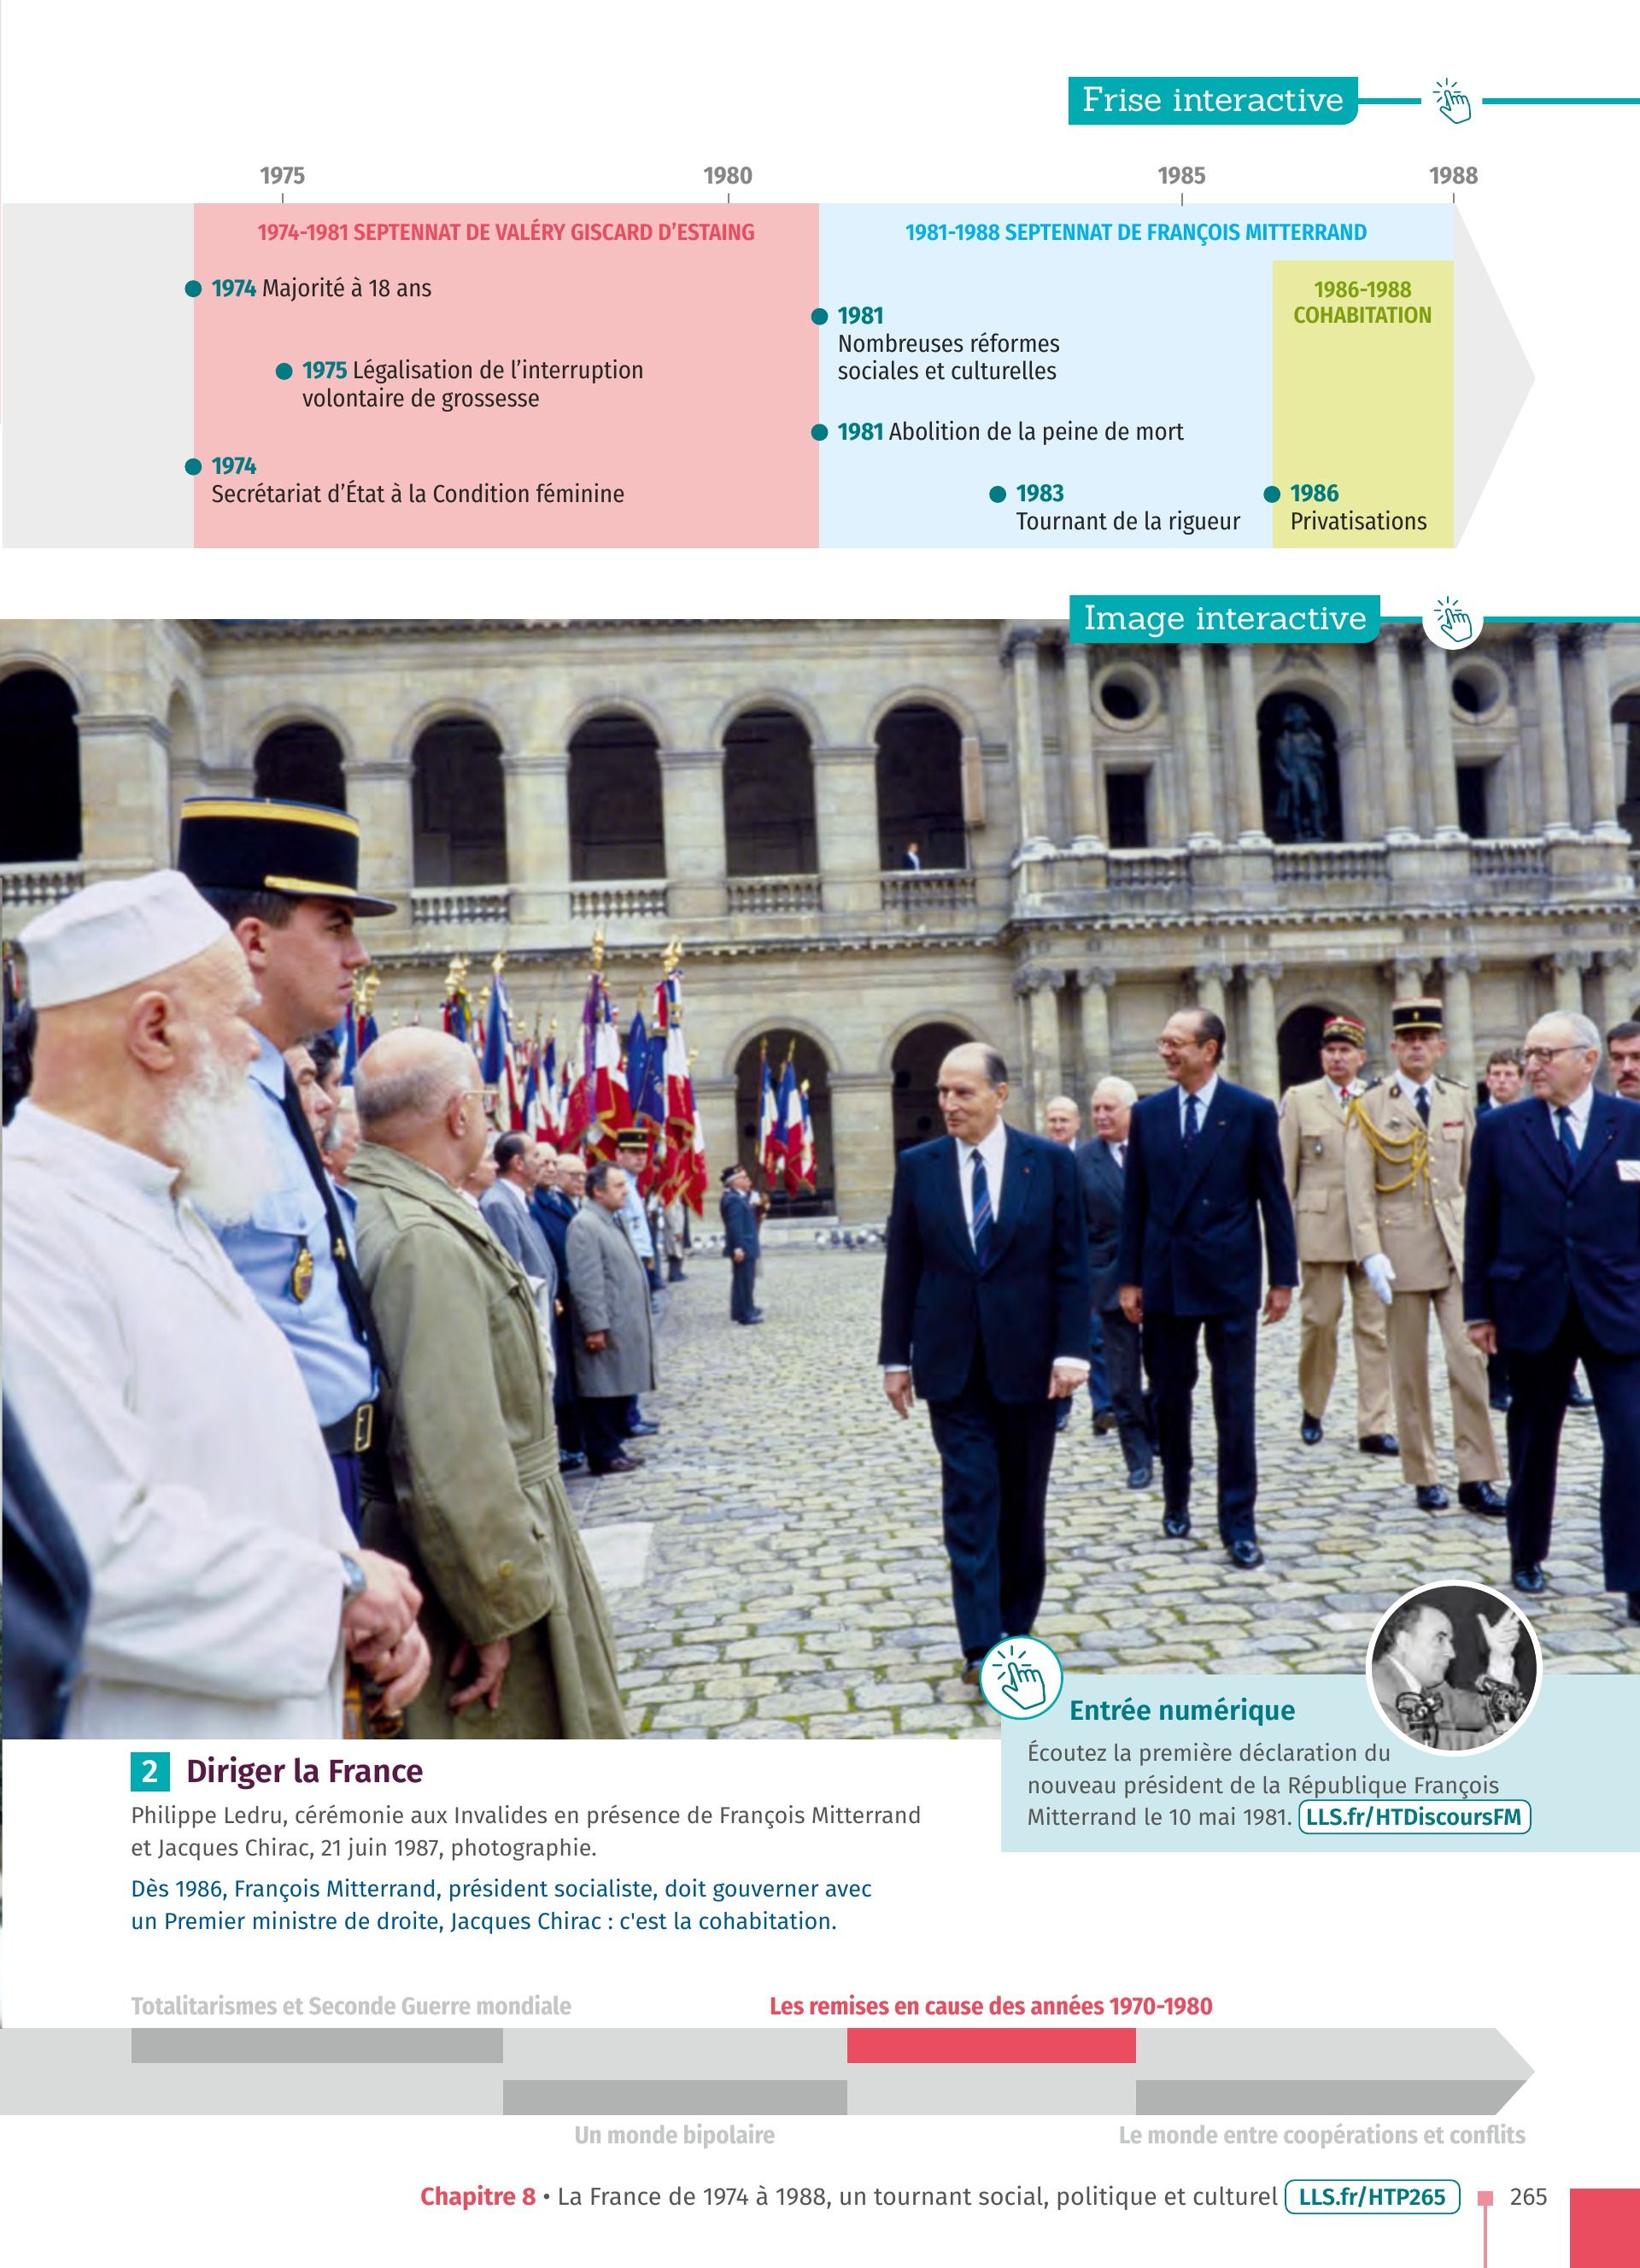 Frise interactive
1975
1980
1985
1988
1974-1981 SEPTENNAT DE VALÉRY GISCARD D’ESTAING
1981-1988 SEPTENNAT DE FRANÇOIS MITTERRAND
1974 Majorité à 18 ans
1975 Légalisation de l’interruption
volontaire de grossesse
1974
Secrétariat d’État à la Condition féminine
1981
Nombreuses réformes
sociales et culturelles
1981 Abolition de la peine de mort
1983
Tournant de la rigueur
1986-1988
COHABITATION
1986
Privatisations
Image interactive
Entrée numérique
Écoutez la première déclaration du
nouveau président de la République François
Mitterrand le 10 mai 1981. LLS.fr/HTDiscoursFM
2 Diriger la France
Philippe Ledru, cérémonie aux Invalides en présence de François Mitterrand
et Jacques Chirac, 21 juin 1987, photographie.
Dès 1986, François Mitterrand, président socialiste, doit gouverner avec
un Premier ministre de droite, Jacques Chirac : c'est la cohabitation.
Totalitarismes et Seconde Guerre mondiale
Les remises en cause des années 1970-1980
Un monde bipolaire
Le monde entre coopérations et conflits
Chapitre 8 • La France de 1974 à 1988, un tournant social, politique et culturel LLS.fr/HTP265 265